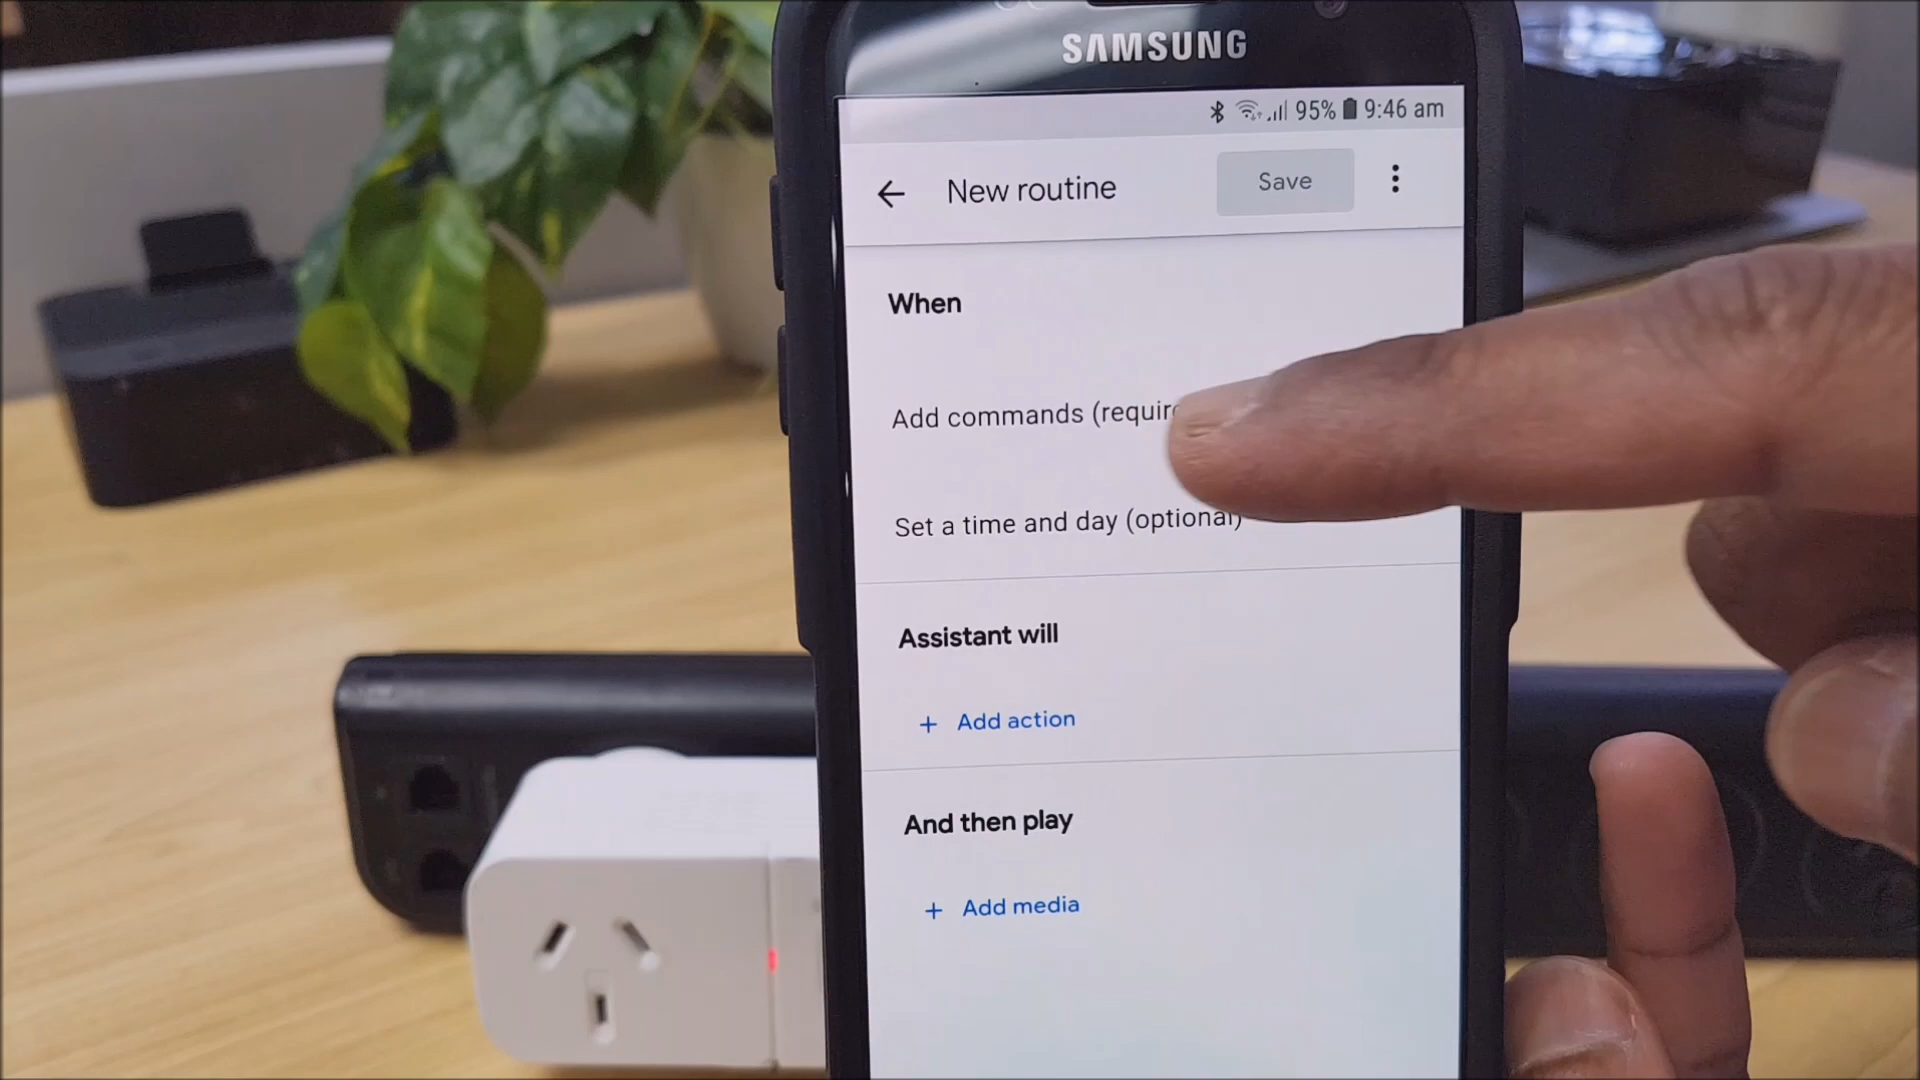 SAMSUNG
95% 9:46 am
New routine
Save
When
Add commands (requir
Set a time and day (optional)
Assistant will
+ Add action
And then play
+ Add media